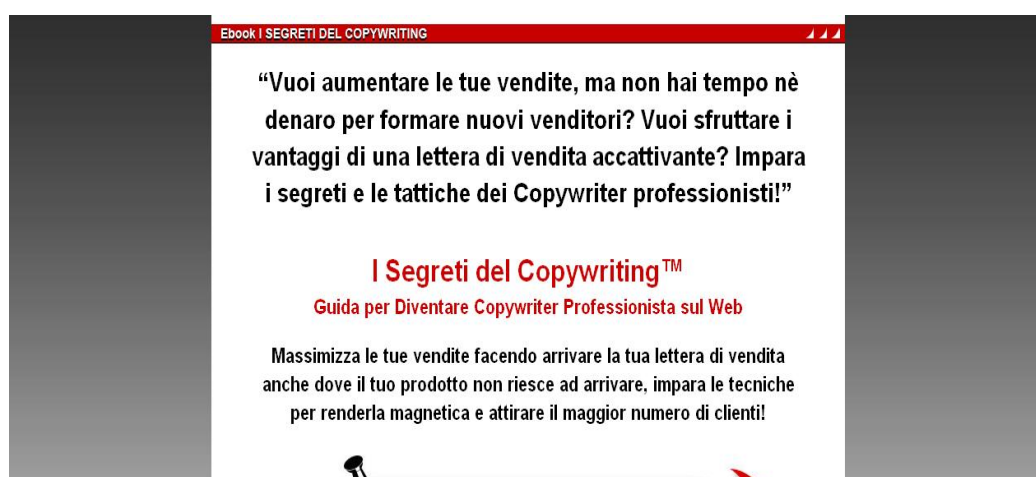 Ebook I SEGRETI DEL COPYWRITING
“Vuoi aumentare le tue vendite, ma non hai tempo nè
denaro per formare nuovi venditori? Vuoi sfruttare i
vantaggi di una lettera di vendita accattivante? Impara
i segreti e le tattiche dei Copywriter professionisti!”
I Segreti del Copywriting™
Guida per Diventare Copywriter Professionista sul Web
Massimizza le tue vendite facendo arrivare la tua lettera di vendita
anche dove il tuo prodotto non riesce ad arrivare, impara le tecniche
per renderla magnetica e attirare il maggior numero di clienti!